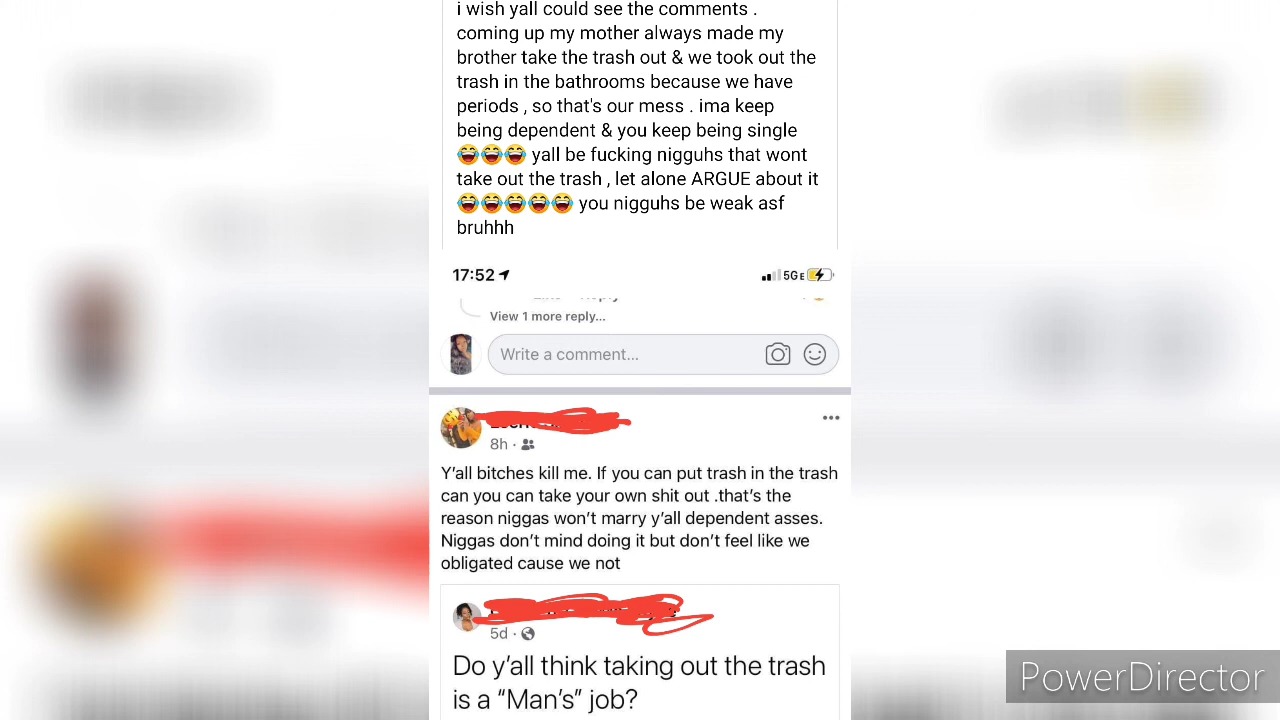 i wish yall could see the comments .
coming up my mother always made my
brother take the trash out & we took out the
trash in the bathrooms because we have
periods , so that's our mess . ima keep
being dependent & you keep being single
😂😂😂 yall be fucking nigguhs that wont
take out the trash , let alone ARGUE about it
😂😂😂😂😂 you nigguhs be weak asf
bruhhh
17:52
5GE
View 1 more reply...
Write a comment...
8h
Y'all bitches kill me. If you can put trash in the trash
can you can take your own shit out .that's the
reason niggas won't marry y'all dependent asses.
Niggas don't mind doing it but don't feel like we
obligated cause we not
5d
Do y'all think taking out the trash
is a “Man's” job?
PowerDirector